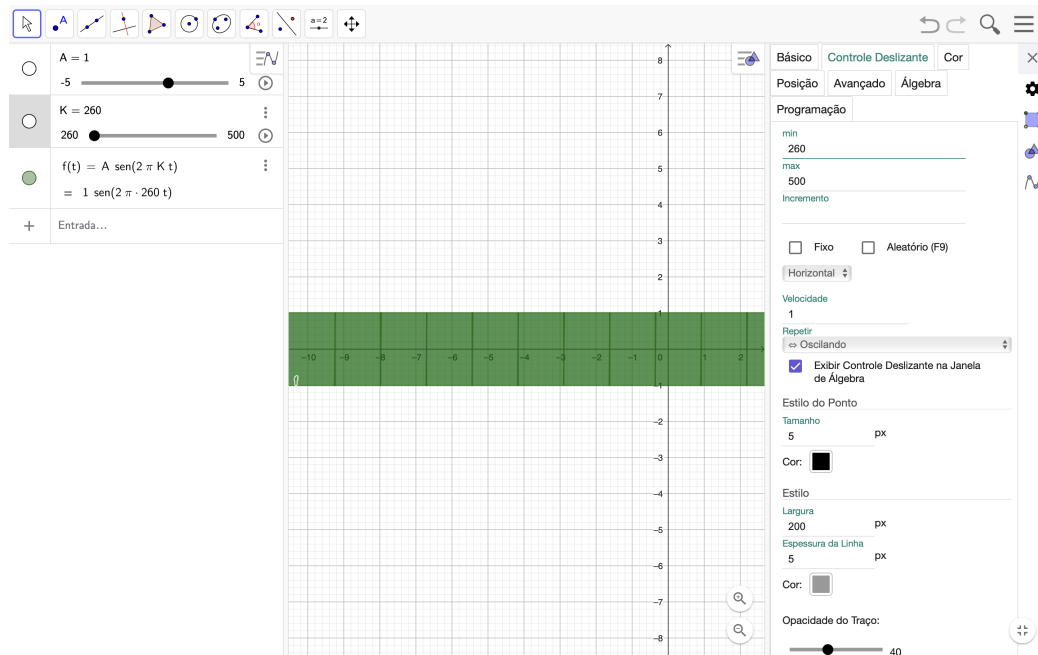 A
a=2
A = 1
-5 5
K = 260
260 500
f(t) = A sen(2 π K t)
= 1 sen(2 π · 260 t)
+ Entrada…
8
7
6
5
4
3
2
1
−10 −9 −8 −7 −6 −5 −4 −3 −2 −1 0 1 2
−1
−2
−3
−4
−5
−6
−7
−8
Básico Controle Deslizante Cor
Posição Avançado Álgebra
Programação
min
260
max
500
Incremento
Fixo Aleatório (F9)
Horizontal
Velocidade
1
Repetir
⇔ Oscilando
Exibir Controle Deslizante na Janela
de Álgebra
Estilo do Ponto
Tamanho
5 px
Cor:
Estilo
Largura
200 px
Espessura da Linha
5 px
Cor:
Opacidade do Traço:
40